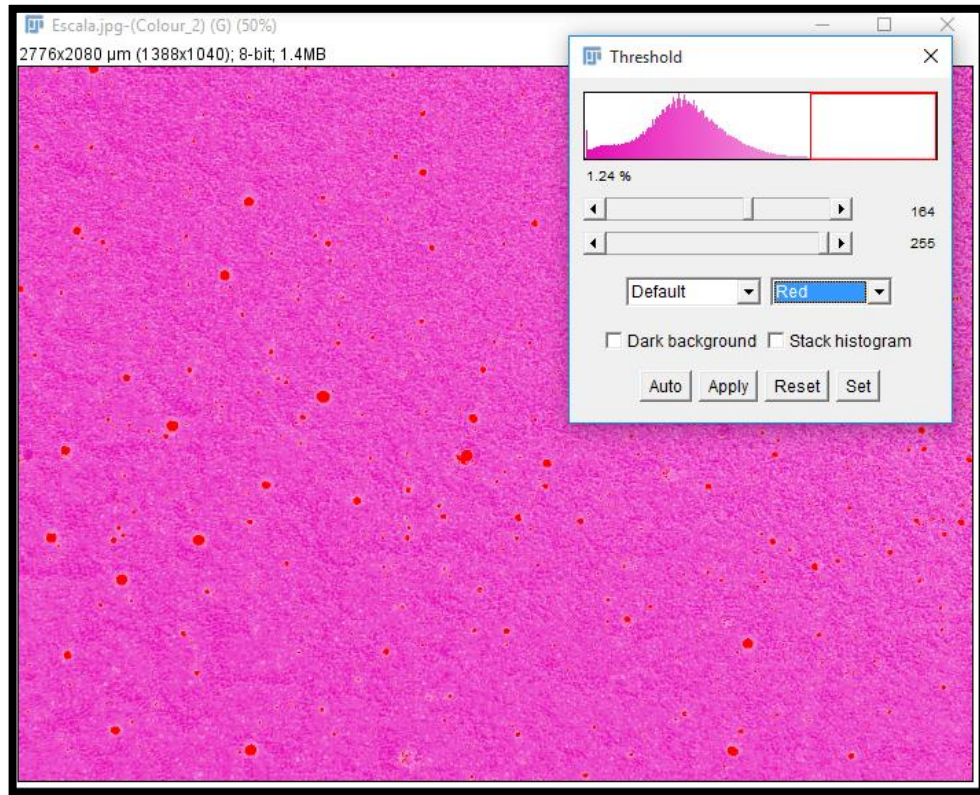 Escala.jpg-(Colour_2) (G) (50%)
2776x2080 µm (1388x1040); 8-bit; 1.4MB
Threshold
1.24 %
164
255
Default
Red
Dark background
Stack histogram
Auto
Apply
Reset
Set